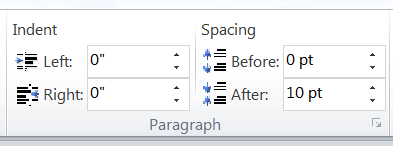 Indent Spacing
Left: 0" Before: 0 pt
Right: 0" After: 10 pt
Paragraph